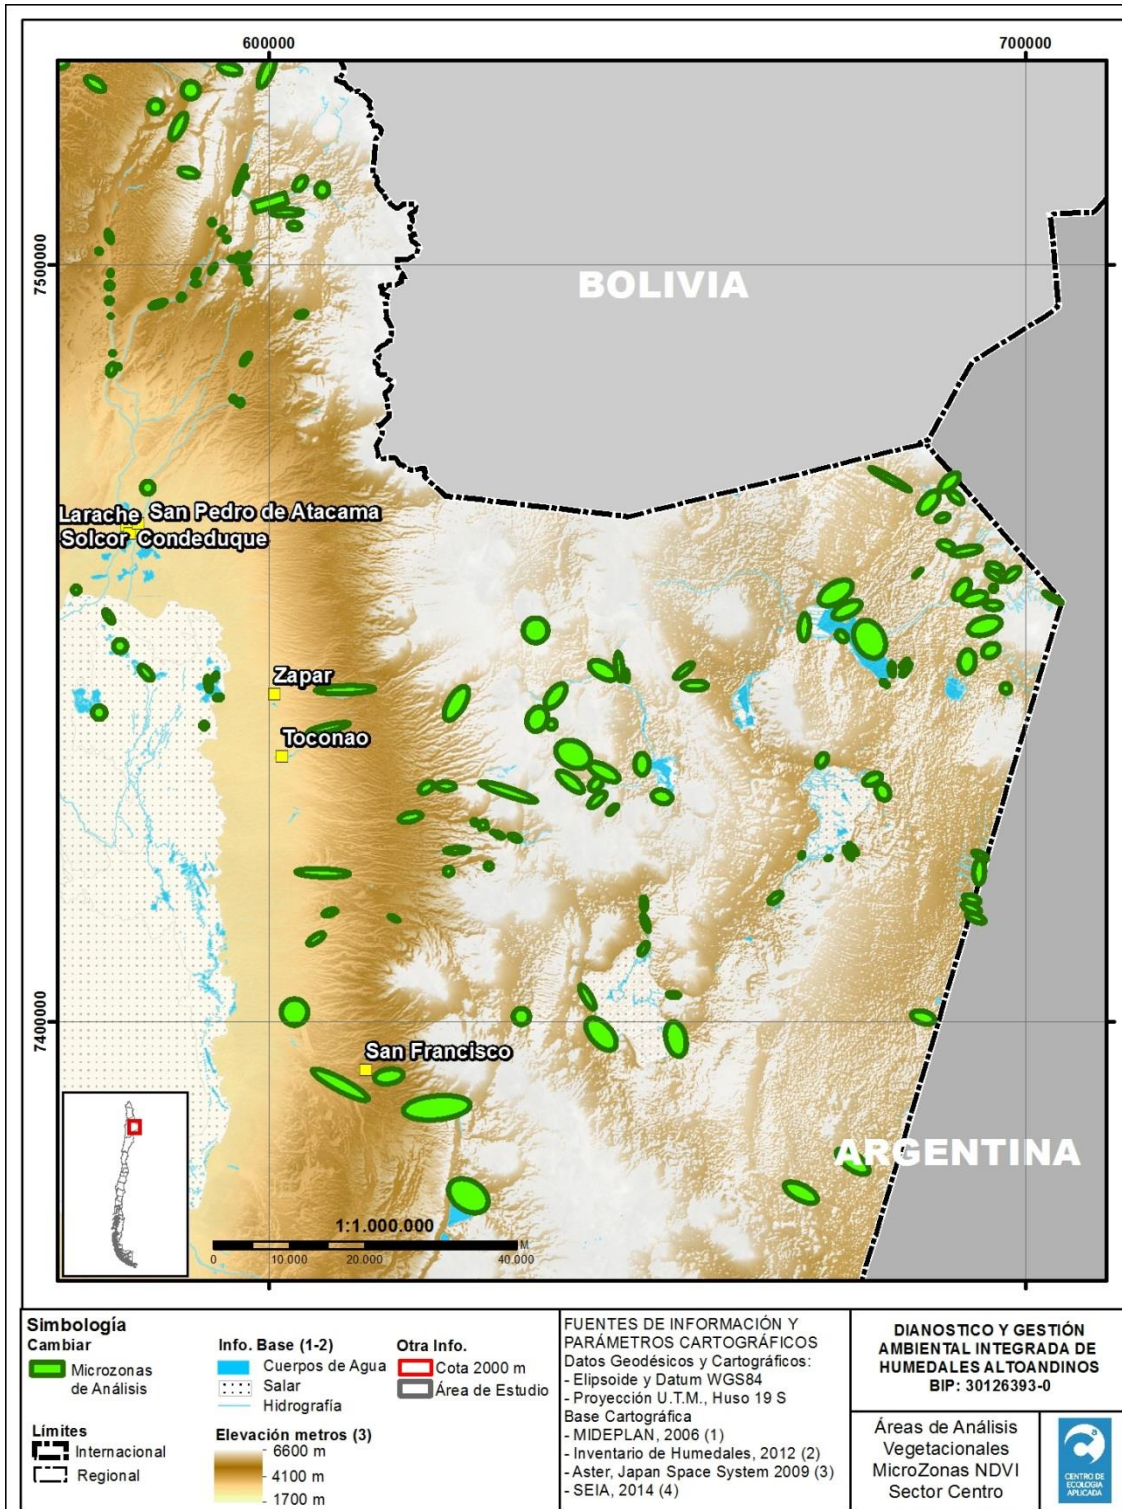 600000
700000
7500000
BOLIVIA
Larache
San Pedro de Atacama
Solcor
Condeduque
Zapar
Toconao
7400000
San Francisco
ARGENTINA
1:1.000.000
M
0
10.000
20.000
40.000
Simbología
Cambiar
Microzonas
de Análisis
Límites
Internacional
Regional
Info. Base (1-2)
Cuerpos de Agua
Salar
Hidrografía
Elevación metros (3)
6600 m
4100 m
1700 m
Otra Info.
Cota 2000 m
Área de Estudio
FUENTES DE INFORMACIÓN Y
PARÁMETROS CARTOGRÁFICOS
Datos Geodésicos y Cartográficos:
- Elipsoide y Datum WGS84
- Proyección U.T.M., Huso 19 S
Base Cartográfica
- MIDEPLAN, 2006 (1)
- Inventario de Humedales, 2012 (2)
- Aster, Japan Space System 2009 (3)
- SEIA, 2014 (4)
DIANOSTICO Y GESTIÓN
AMBIENTAL INTEGRADA DE
HUMEDALES ALTOANDINOS
BIP: 30126393-0
Áreas de Análisis
Vegetacionales
MicroZonas NDVI
Sector Centro
CENTRO DE
ECOLOGÍA
APLICADA